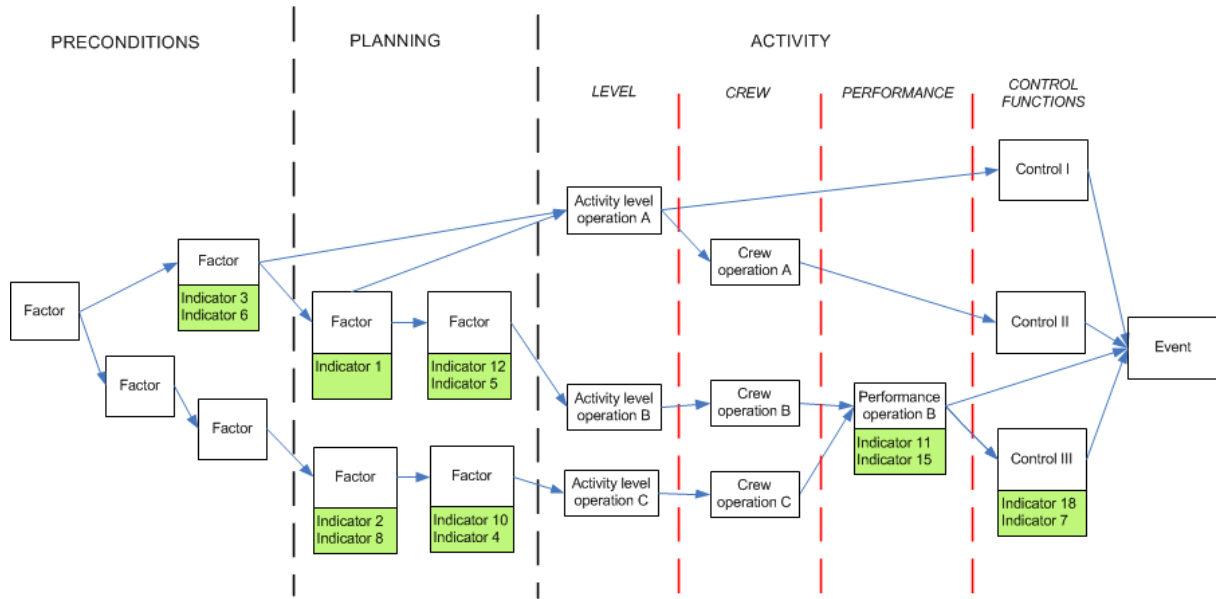 PRECONDITIONS
PLANNING
ACTIVITY
LEVEL
CREW
PERFORMANCE
CONTROL
FUNCTIONS
Factor
Factor
Indicator 3
Indicator 6
Factor
Factor
Factor
Indicator 1
Factor
Indicator 12
Indicator 5
Factor
Indicator 2
Indicator 8
Factor
Indicator 10
Indicator 4
Activity level
operation A
Activity level
operation B
Activity level
operation C
Crew
operation A
Crew
operation B
Crew
operation C
Performance
operation B
Indicator 11
Indicator 15
Control I
Control II
Control III
Indicator 18
Indicator 7
Event